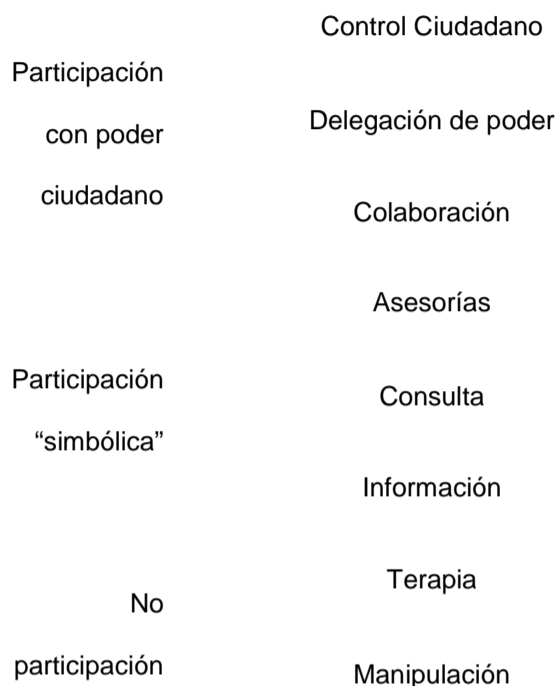 Control Ciudadano
Participación
con poder
ciudadano
Delegación de poder
Colaboración
Asesorías
Participación
“simbólica”
Consulta
Información
Terapia
No
participación
Manipulación